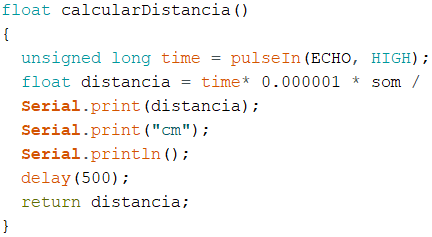 float calcularDistancia()
{
unsigned long time = pulseIn(ECHO, HIGH);
float distancia = time* 0.000001 * som /
Serial.print(distancia);
Serial.print("cm");
Serial.println();
delay(500);
return distancia;
}